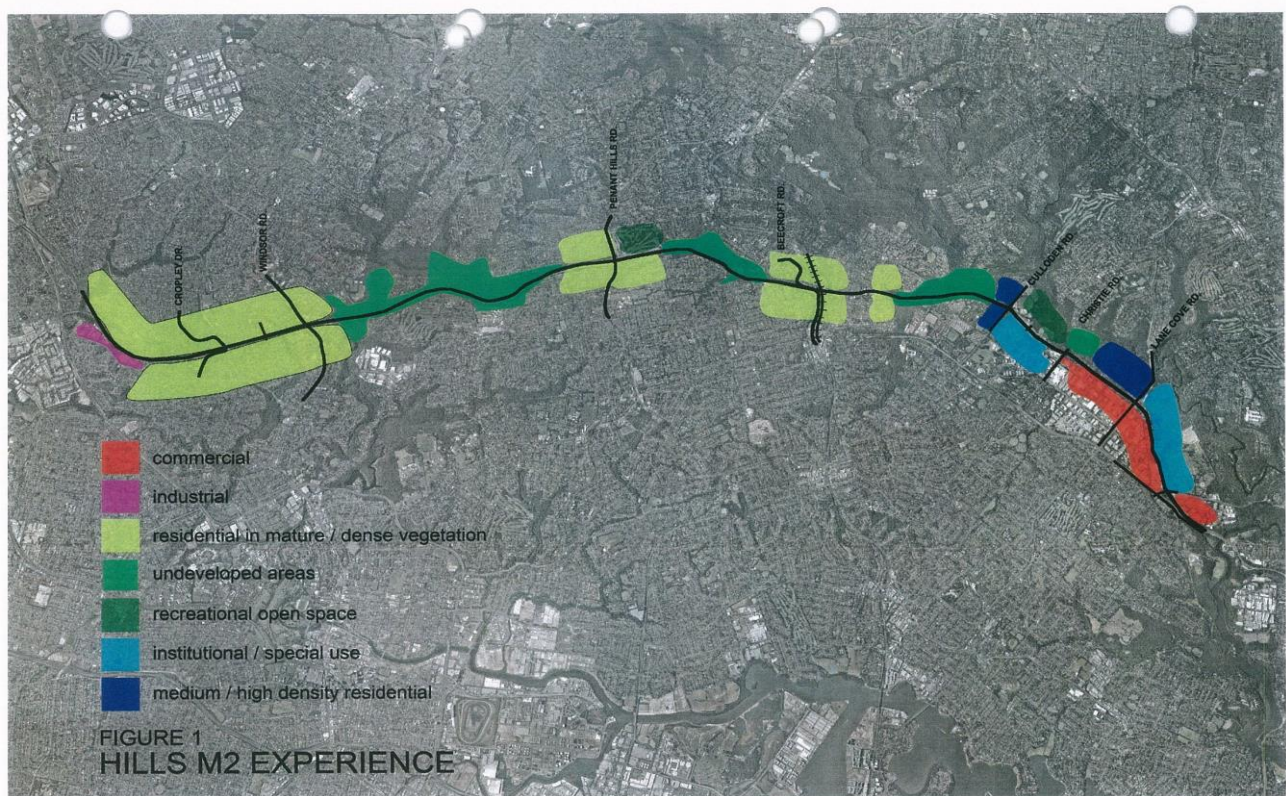 CROPLEY DR.
WINDSOR RD.
PENANT HILLS RD.
BEECROFT RD.
CULLODEN RD.
CHRISTIE RD.
LANE COVE RD.
commercial
industrial
residential in mature / dense vegetation
undeveloped areas
recreational open space
institutional / special use
medium / high density residential
FIGURE 1
HILLS M2 EXPERIENCE